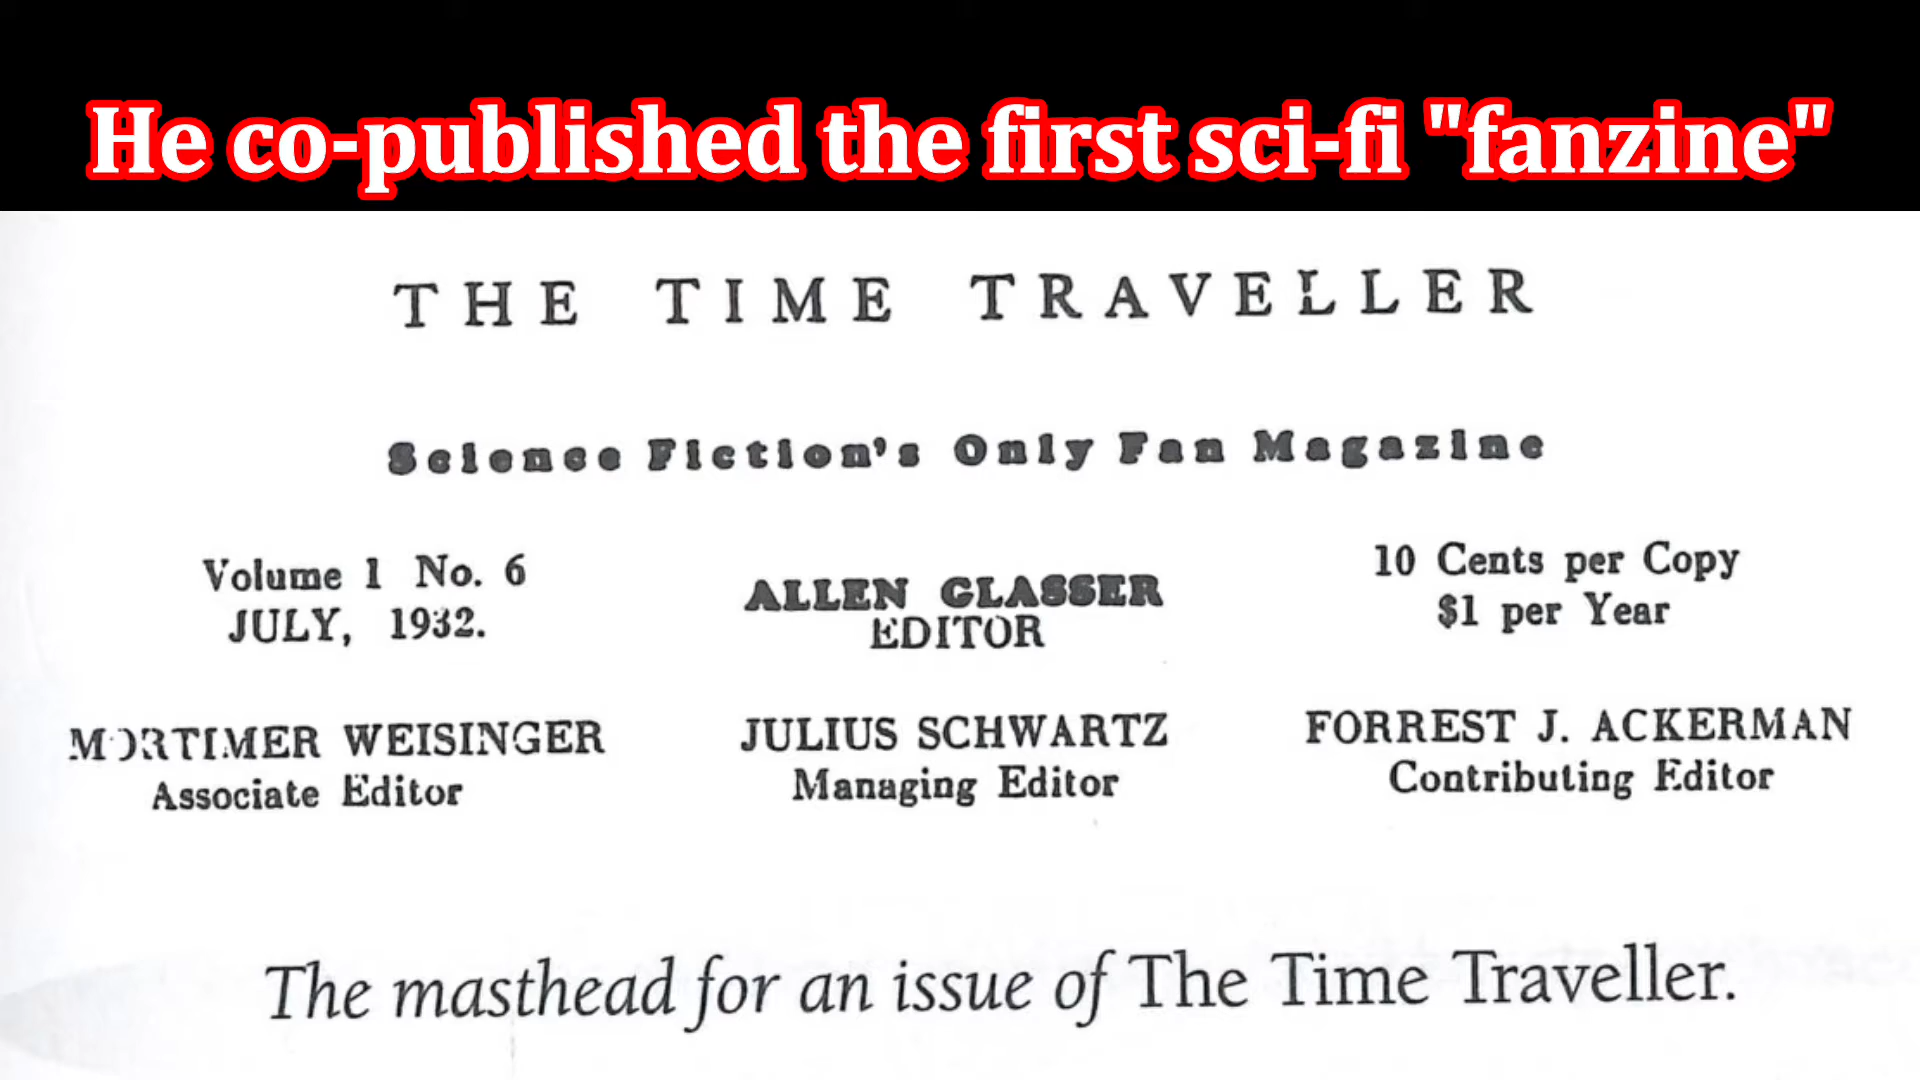 He co-published the first sci-fi "fanzine"
THE TIME TRAVELLER
Science Fiction's Only Fan Magazine
Volume 1 No. 6
JULY, 1932.
ALLEN GLASSER
EDITOR
10 Cents per Copy
$1 per Year
MORTIMER WEISINGER
Associate Editor
JULIUS SCHWARTZ
Managing Editor
FORREST J. ACKERMAN
Contributing Editor
The masthead for an issue of The Time Traveller.